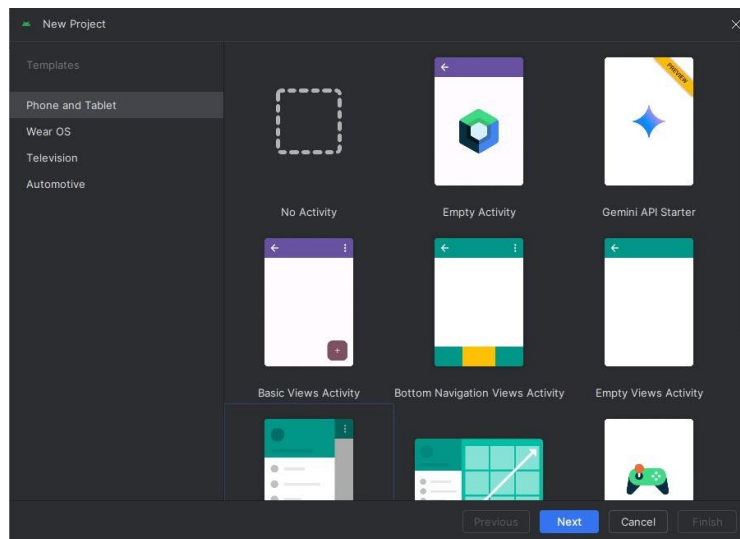 New Project
Templates
Phone and Tablet
Wear OS
Television
Automotive
PREVIEW
No Activity
Empty Activity
Gemini API Starter
Basic Views Activity
Bottom Navigation Views Activity
Empty Views Activity
Previous
Next
Cancel
Finish